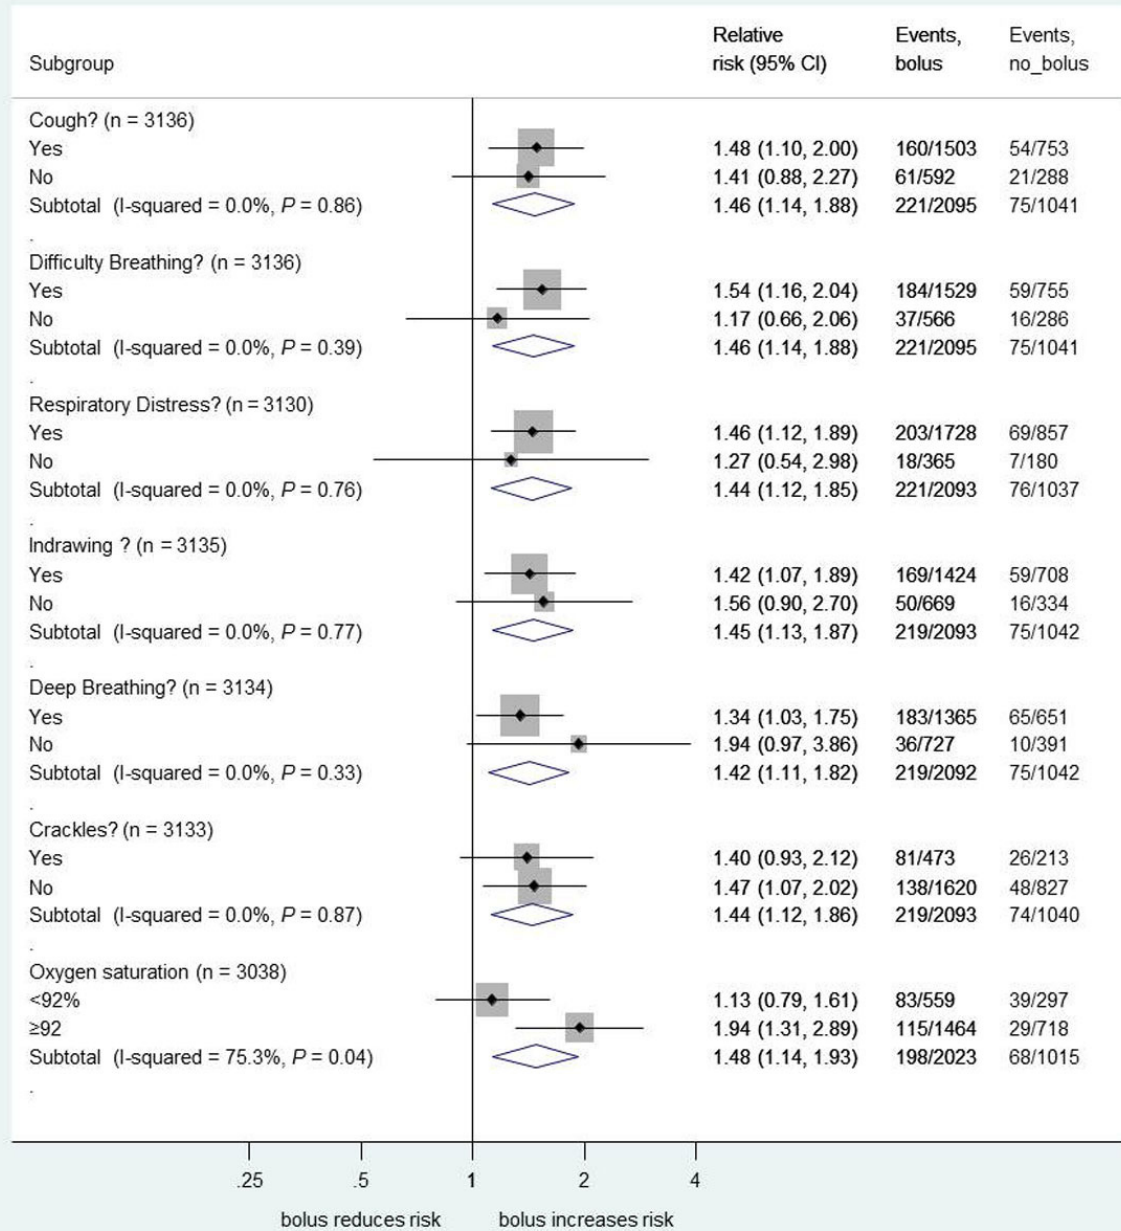 Subgroup Relative risk (95% CI) Events, bolus Events, no_bolus
Cough? (n = 3136)
Yes 1.48 (1.10, 2.00) 160/1503 54/753
No 1.41 (0.88, 2.27) 61/592 21/288
Subtotal (I-squared = 0.0%, P = 0.86) 1.46 (1.14, 1.88) 221/2095 75/1041
.
Difficulty Breathing? (n = 3136)
Yes 1.54 (1.16, 2.04) 184/1529 59/755
No 1.17 (0.66, 2.06) 37/566 16/286
Subtotal (I-squared = 0.0%, P = 0.39) 1.46 (1.14, 1.88) 221/2095 75/1041
.
Respiratory Distress? (n = 3130)
Yes 1.46 (1.12, 1.89) 203/1728 69/857
No 1.27 (0.54, 2.98) 18/365 7/180
Subtotal (I-squared = 0.0%, P = 0.76) 1.44 (1.12, 1.85) 221/2093 76/1037
.
Indrawing ? (n = 3135)
Yes 1.42 (1.07, 1.89) 169/1424 59/708
No 1.56 (0.90, 2.70) 50/669 16/334
Subtotal (I-squared = 0.0%, P = 0.77) 1.45 (1.13, 1.87) 219/2093 75/1042
.
Deep Breathing? (n = 3134)
Yes 1.34 (1.03, 1.75) 183/1365 65/651
No 1.94 (0.97, 3.86) 36/727 10/391
Subtotal (I-squared = 0.0%, P = 0.33) 1.42 (1.11, 1.82) 219/2092 75/1042
.
Crackles? (n = 3133)
Yes 1.40 (0.93, 2.12) 81/473 26/213
No 1.47 (1.07, 2.02) 138/1620 48/827
Subtotal (I-squared = 0.0%, P = 0.87) 1.44 (1.12, 1.86) 219/2093 74/1040
.
Oxygen saturation (n = 3038)
<92% 1.13 (0.79, 1.61) 83/559 39/297
≥92 1.94 (1.31, 2.89) 115/1464 29/718
Subtotal (I-squared = 75.3%, P = 0.04) 1.48 (1.14, 1.93) 198/2023 68/1015
.
.25 .5 1 2 4
bolus reduces risk bolus increases risk